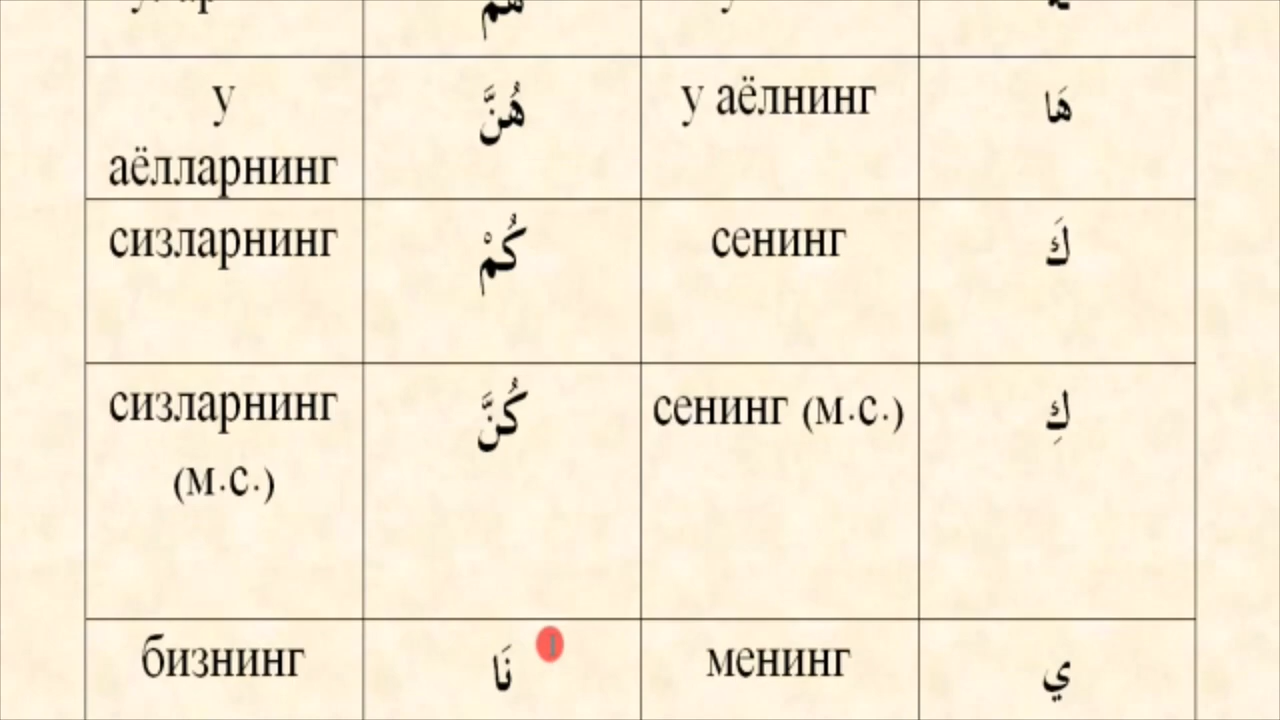 у
аёлларнинг
هُنَّ
у аёлнинг
هَا
сизларнинг
كُمْ
сенинг
كَ
сизларнинг
(м.с.)
كُنَّ
сенинг (м.с.)
كِ
бизнинг
نَا
менинг
ي